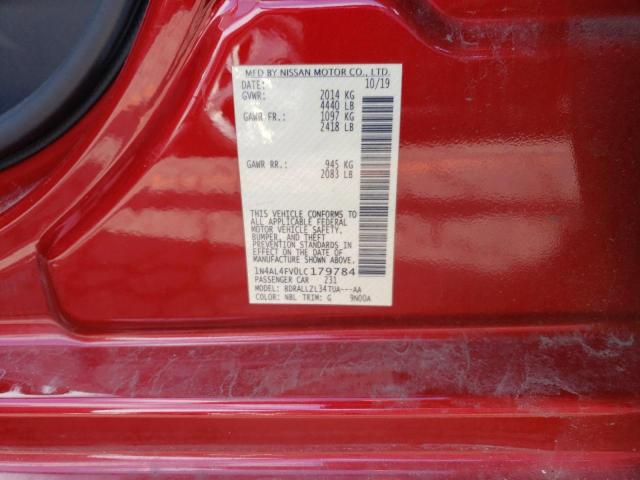 MFD BY NISSAN MOTOR CO., LTD.
DATE: 10/19
GVWR: 2014 KG
4440 LB
GAWR FR.: 1097 KG
2418 LB
GAWR RR.: 945 KG
2083 LB
THIS VEHICLE CONFORMS TO
ALL APPLICABLE FEDERAL
MOTOR VEHICLE SAFETY,
BUMPER, AND THEFT
PREVENTION STANDARDS IN
EFFECT ON THE DATE OF
MANUFACTURE SHOWN ABOVE.
1N4AL4FV0LC179784
PASSENGER CAR 231
MODEL: BDRALLZL34TUA---AA
COLOR: NBL TRIM: G 9N00A